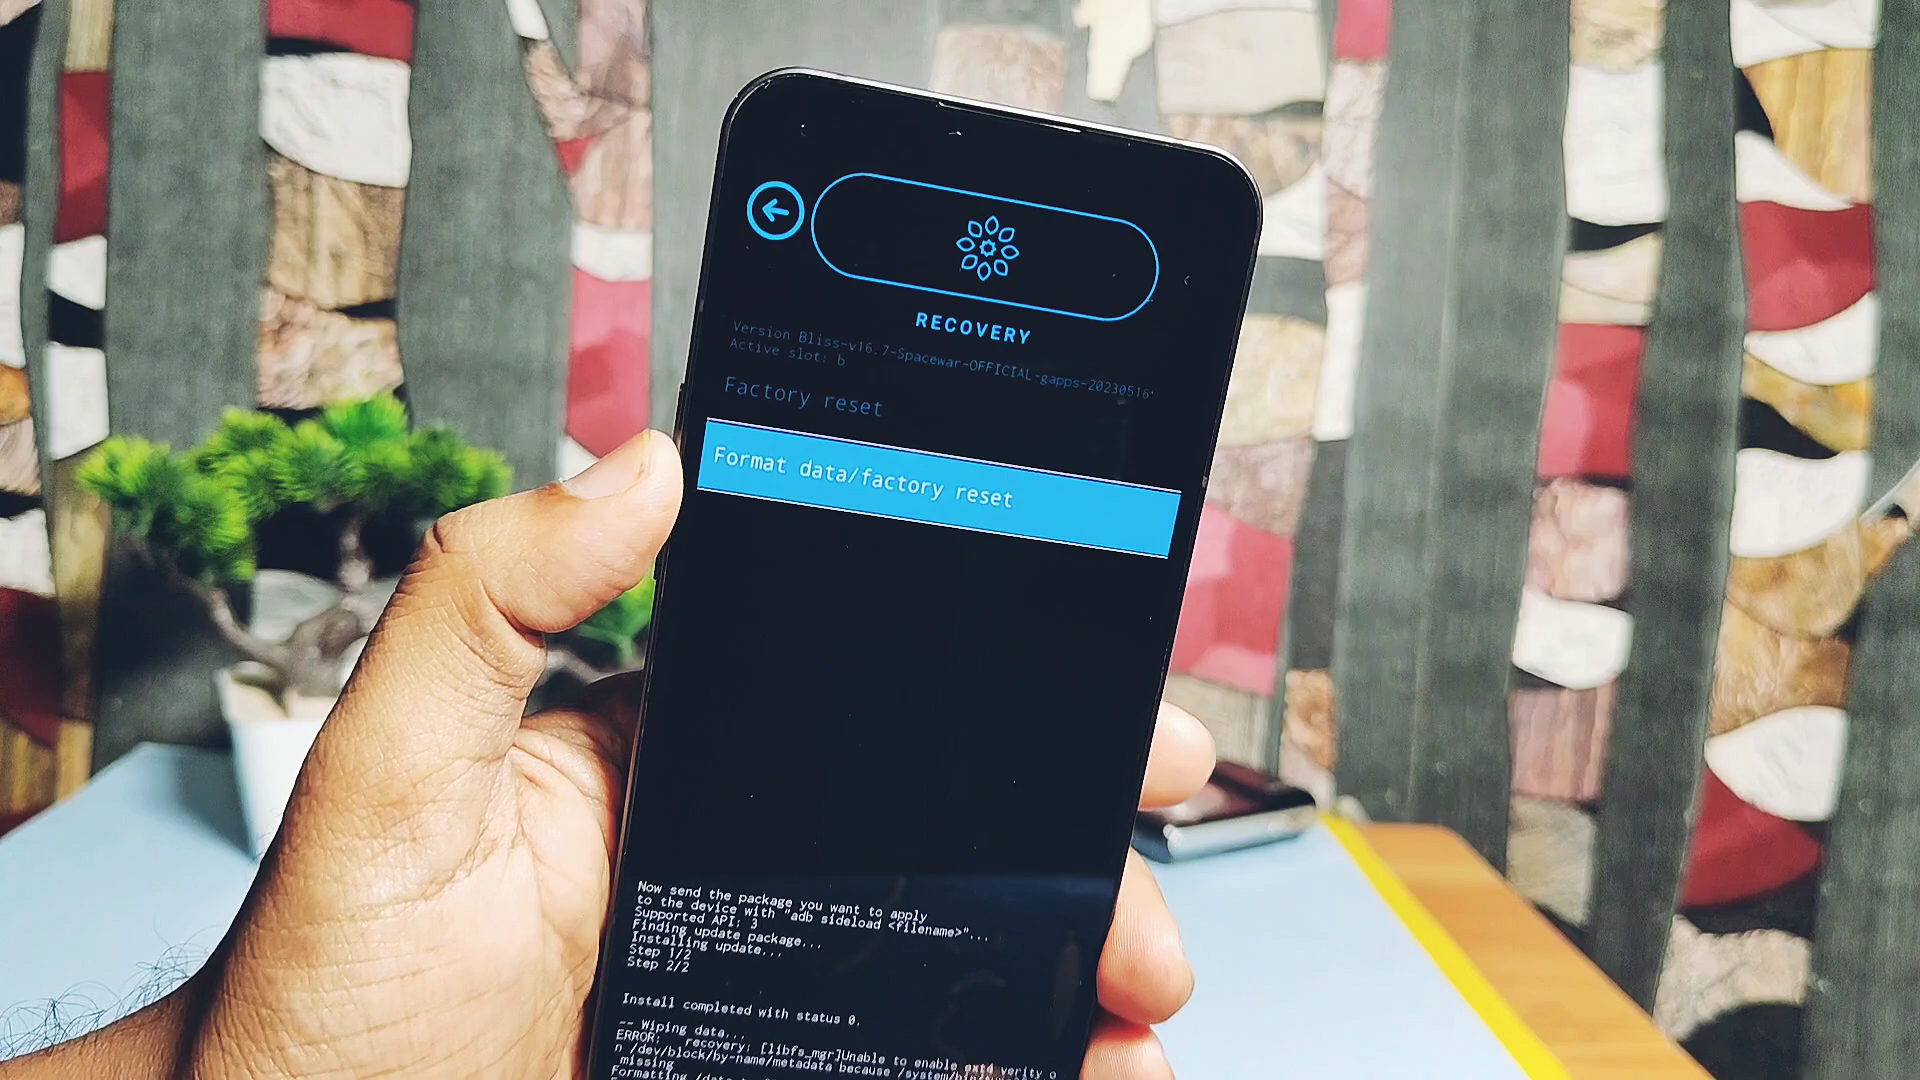 RECOVERY
Version Bliss-v16.7-Spacewar-OFFICIAL-gapps-20230516
Active slot: b
Factory reset
Format data/factory reset
Now send the package you want to apply
to the device with "adb sideload <filename>"...
Supported API: 3
Finding update package...
Installing update...
Step 1/2
Step 2/2
Install completed with status 0.
-- Wiping data...
ERROR: recovery: [libfs_mgr]Unable to enable ext4 verity o
n /dev/block/by-name/metadata because /system/bin/
missing
Formatting